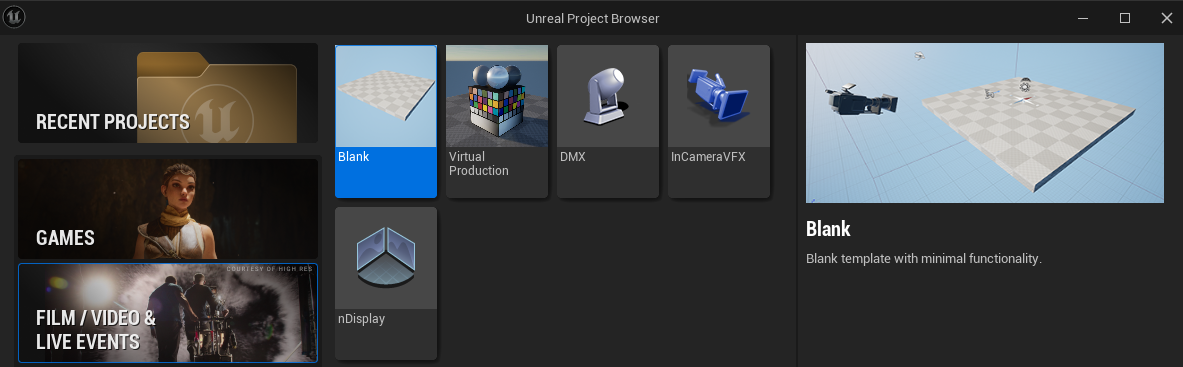 Unreal Project Browser
RECENT PROJECTS
GAMES
COURTESY OF HIGH RES
FILM / VIDEO &
LIVE EVENTS
Blank
Virtual
Production
DMX
InCameraVFX
nDisplay
Blank
Blank template with minimal functionality.